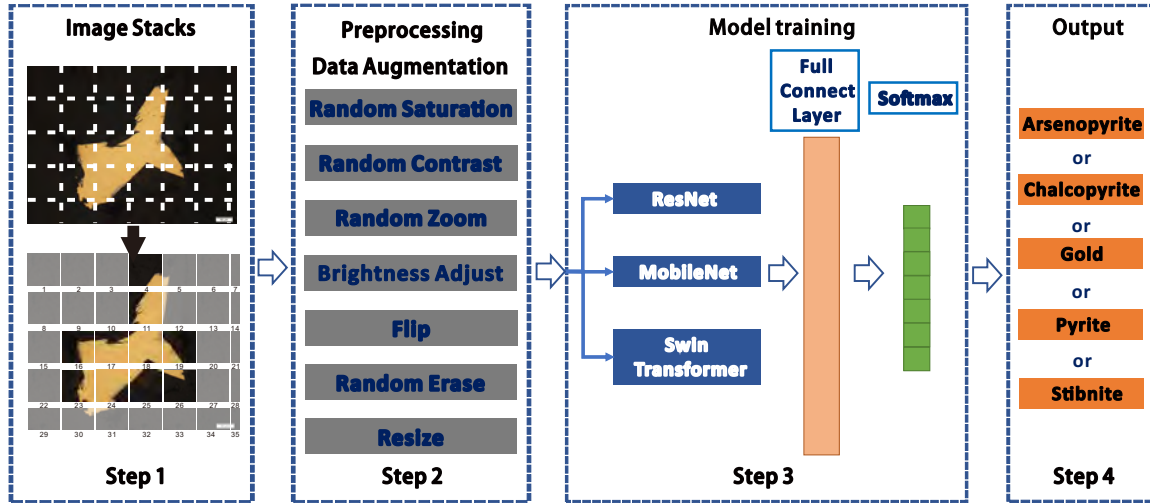 Image Stacks
1 2 3 4 5 6 7
8 9 10 11 12 13 14
15 16 17 18 19 20 21
22 23 24 25 26 27 28
29 30 31 32 33 34 35
Step 1
Preprocessing
Data Augmentation
Random Saturation
Random Contrast
Random Zoom
Brightness Adjust
Flip
Random Erase
Resize
Step 2
Model training
Full
Connect
Layer
Softmax
ResNet
MobileNet
Swin
Transformer
Step 3
Output
Arsenopyrite
or
Chalcopyrite
or
Gold
or
Pyrite
or
Stibnite
Step 4